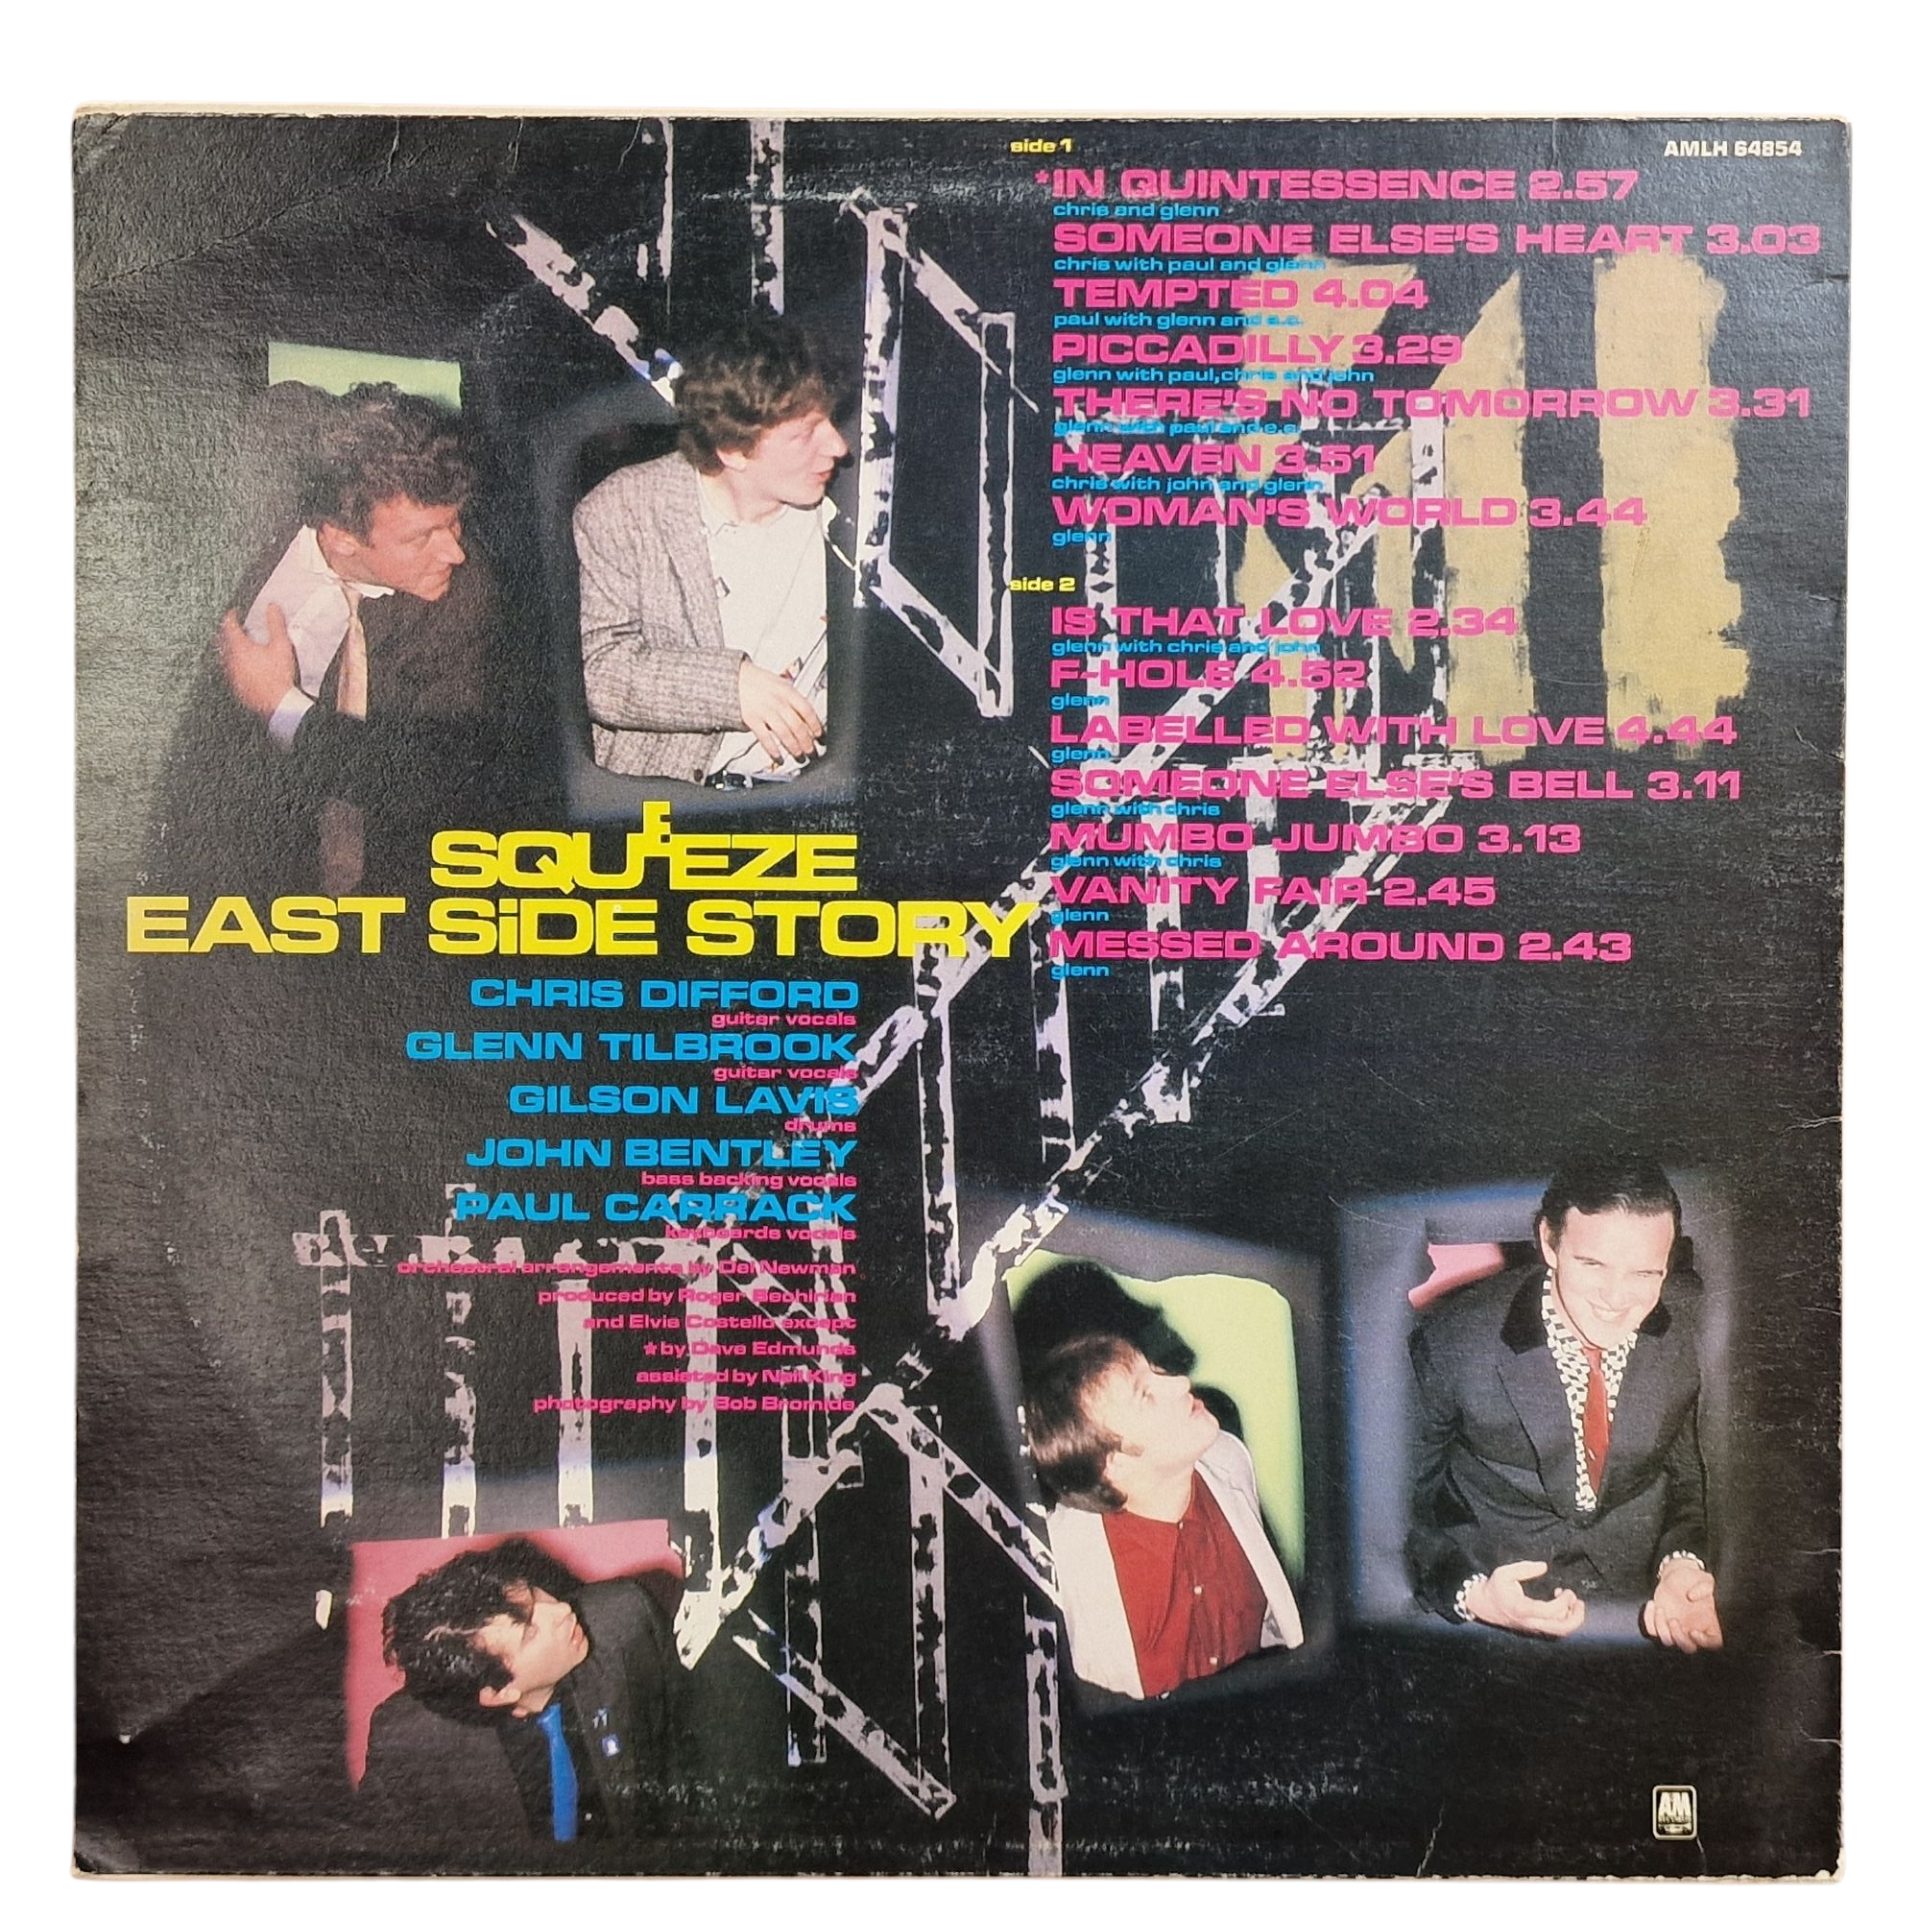 side 1
AMLH 64854
*IN QUINTESSENCE 2.57
chris and glenn
SOMEONE ELSE'S HEART 3.03
chris with paul and glenn
TEMPTED 4.04
paul with glenn and e.c.
PICCADILLY 3.29
glenn with paul,chris and john
THERE'S NO TOMORROW 3.31
glenn with paul and e.c.
HEAVEN 3.51
chris with john and glenn
WOMAN'S WORLD 3.44
glenn
side 2
IS THAT LOVE 2.34
glenn with chris and john
F-HOLE 4.52
glenn
LABELLED WITH LOVE 4.44
glenn
SOMEONE ELSE'S BELL 3.11
glenn with chris
MUMBO JUMBO 3.13
glenn with chris
VANITY FAIR 2.45
glenn
MESSED AROUND 2.43
glenn
SQUEEZE
EAST SiDE STORY
CHRIS DIFFORD
guitar vocals
GLENN TILBROOK
guitar vocals
GILSON LAVIS
drums
JOHN BENTLEY
bass backing vocals
PAUL CARRACK
keyboards vocals
orchestral arrangements by Del Newman
produced by Roger Bechirian
and Elvis Costello except
* by Dave Edmunds
assisted by Neil King
photography by Bob Bromide
AM
RECORDS